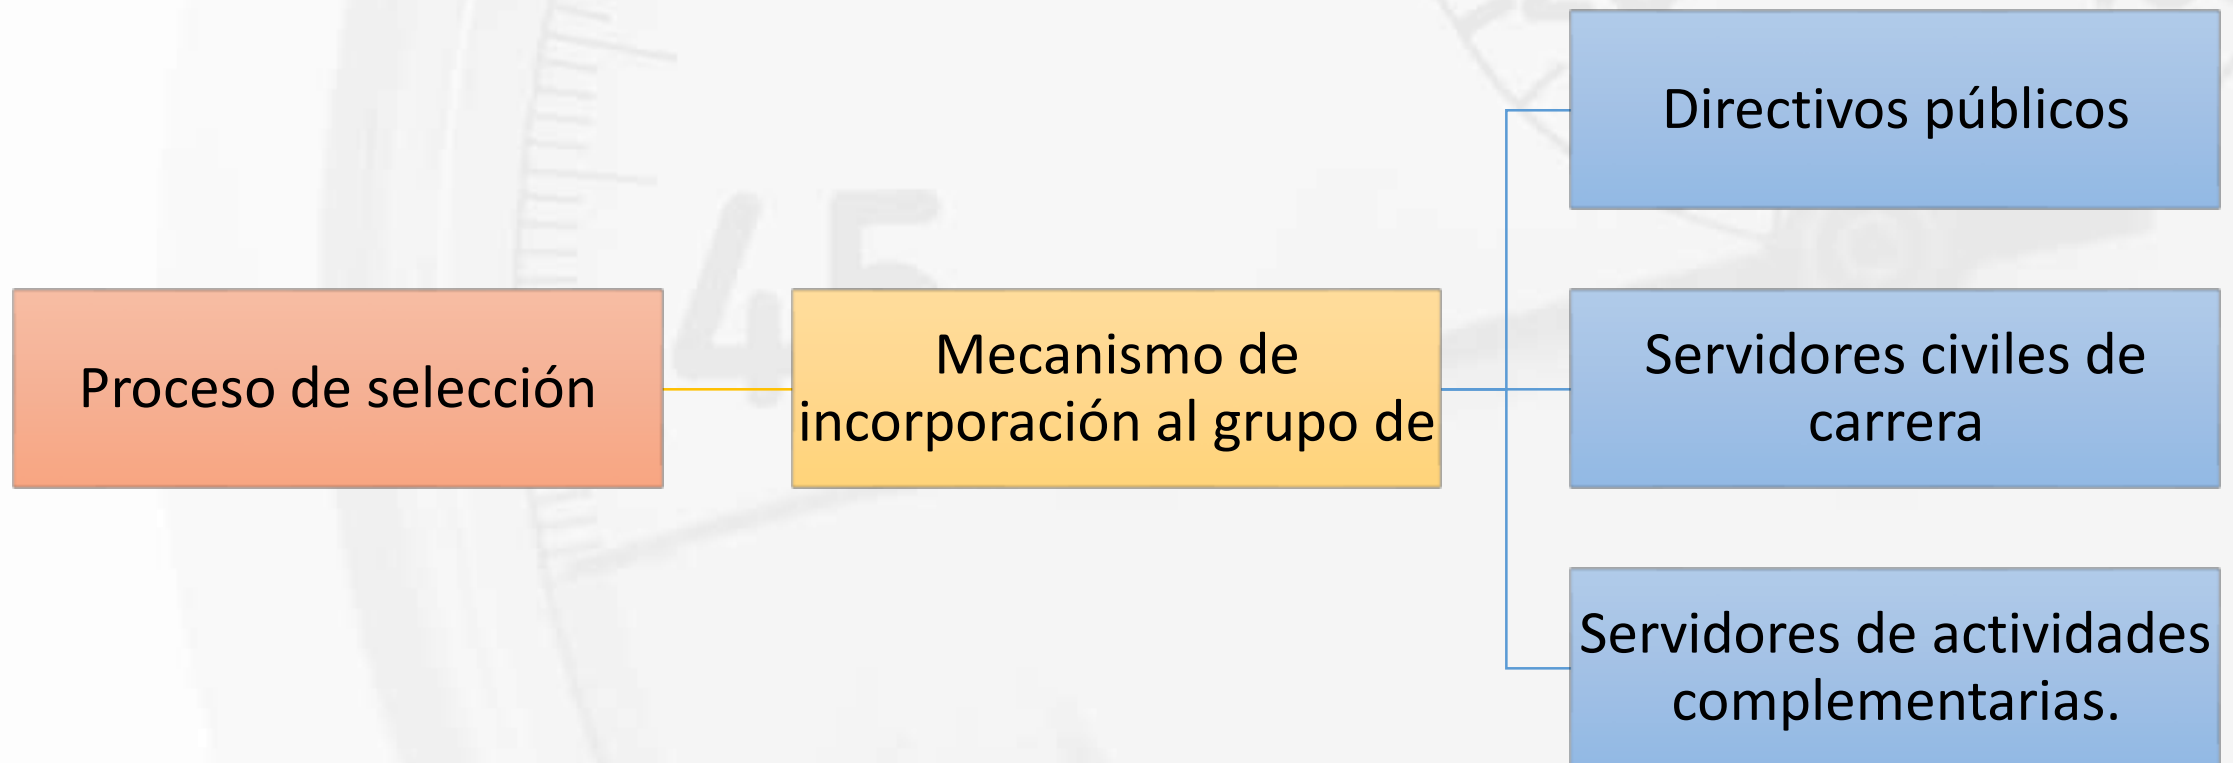 Directivos públicos
Proceso de selección
Mecanismo de
incorporación al grupo de
Servidores civiles de
carrera
Servidores de actividades
complementarias.
45